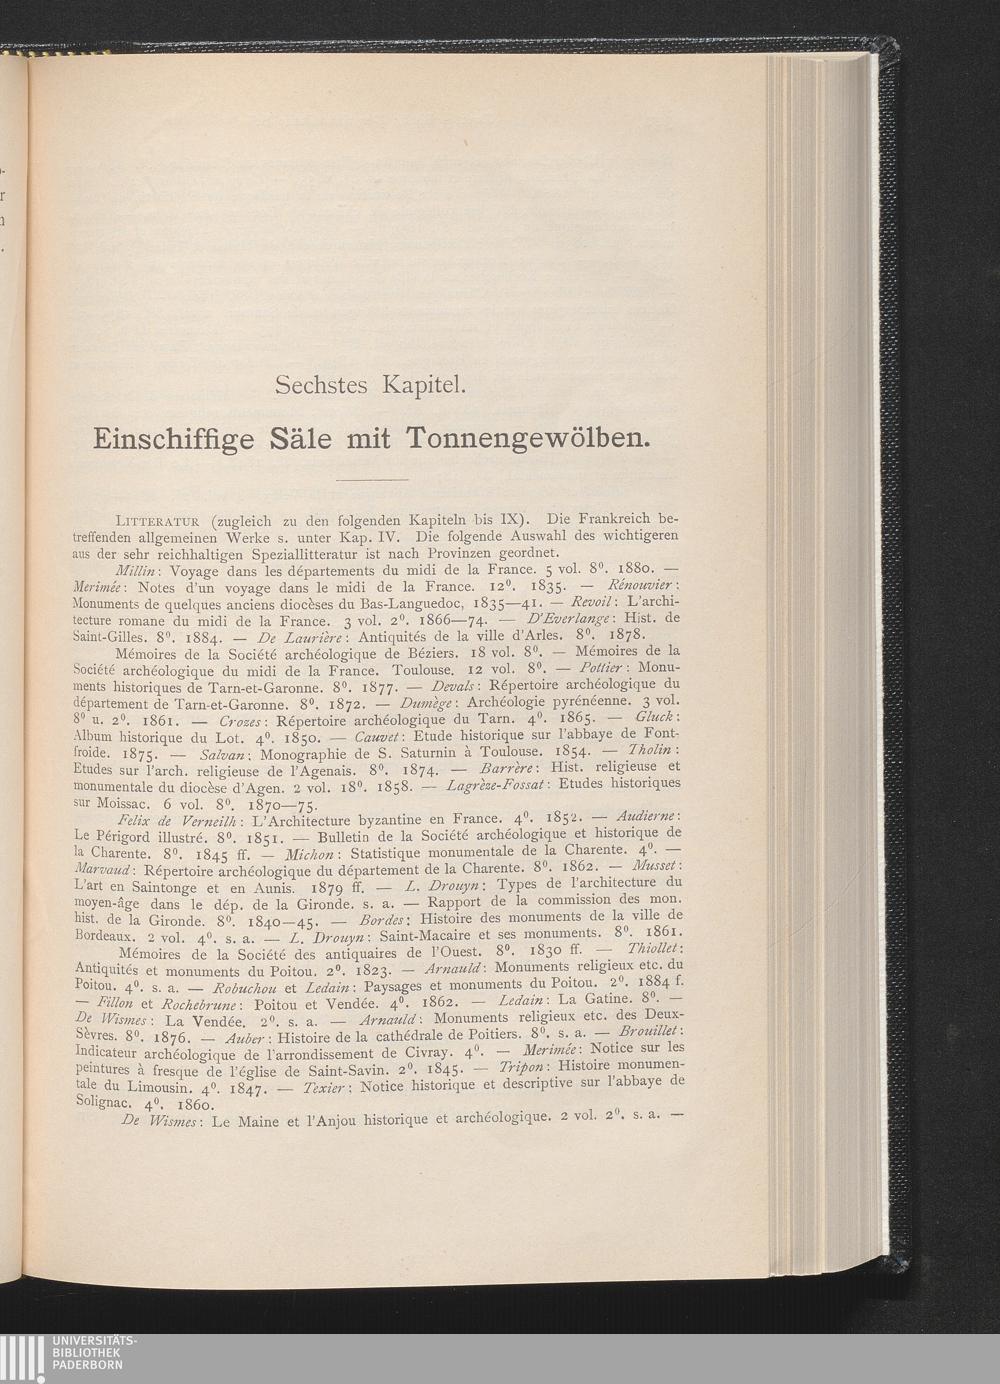 Sechstes Kapitel.
Einschiffige Säle mit Tonnengewölben.
LITTERATUR (zugleich zu den folgenden Kapiteln bis IX). Die Frankreich be-
treffenden allgemeinen Werke s. unter Kap. IV. Die folgende Auswahl des wichtigeren
aus der sehr reichhaltigen Speziallitteratur ist nach Provinzen geordnet.
Millin: Voyage dans les départements du midi de la France. 5 vol. 8⁰. 1880. —
Merimée: Notes d'un voyage dans le midi de la France. 12⁰. 1835. — Rénouvier:
Monuments de quelques anciens diocèses du Bas-Languedoc, 1835—41. — Revoil: L'archi-
tecture romane du midi de la France. 3 vol. 2⁰. 1866—74. — D'Everlange: Hist. de
Saint-Gilles. 8⁰. 1884. — De Laurière: Antiquités de la ville d'Arles. 8⁰. 1878.
Mémoires de la Société archéologique de Béziers. 18 vol. 8⁰. — Mémoires de la
Société archéologique du midi de la France. Toulouse. 12 vol. 8⁰. — Pottier: Monu-
ments historiques de Tarn-et-Garonne. 8⁰. 1877. — Devals: Répertoire archéologique du
département de Tarn-et-Garonne. 8⁰. 1872. — Dumège: Archéologie pyrénéenne. 3 vol.
8⁰ u. 2⁰. 1861. — Crozes: Répertoire archéologique du Tarn. 4⁰. 1865. — Gluck:
Album historique du Lot. 4⁰. 1850. — Cauvet: Etude historique sur l'abbaye de Font-
froide. 1875. — Salvan: Monographie de S. Saturnin à Toulouse. 1854. — Tholin:
Etudes sur l'arch. religieuse de l'Agenais. 8⁰. 1874. — Barrère: Hist. religieuse et
monumentale du diocèse d'Agen. 2 vol. 18⁰. 1858. — Lagrèze-Fossat: Etudes historiques
sur Moissac. 6 vol. 8⁰. 1870—75.
Felix de Verneilh: L'Architecture byzantine en France. 4⁰. 1852. — Audierne:
Le Périgord illustré. 8⁰. 1851. — Bulletin de la Société archéologique et historique de
la Charente. 8⁰. 1845 ff. — Michon: Statistique monumentale de la Charente. 4⁰. —
Marvaud: Répertoire archéologique du département de la Charente. 8⁰. 1862. — Musset:
L'art en Saintonge et en Aunis. 1879 ff. — L. Drouyn: Types de l'architecture du
moyen-âge dans le dép. de la Gironde. s. a. — Rapport de la commission des mon.
hist. de la Gironde. 8⁰. 1840—45. — Bordes: Histoire des monuments de la ville de
Bordeaux. 2 vol. 4⁰. s. a. — L. Drouyn: Saint-Macaire et ses monuments. 8⁰. 1861.
Mémoires de la Société des antiquaires de l'Ouest. 8⁰. 1830 ff. — Thiollet:
Antiquités et monuments du Poitou. 2⁰. 1823. — Arnauld: Monuments religieux etc. du
Poitou. 4⁰. s. a. — Robuchou et Ledain: Paysages et monuments du Poitou. 2⁰. 1884 f.
— Fillon et Rochebrune: Poitou et Vendée. 4⁰. 1862. — Ledain: La Gatine. 8⁰. —
De Wismes: La Vendée. 2⁰. s. a. — Arnauld: Monuments religieux etc. des Deux-
Sèvres. 8⁰. 1876. — Auber: Histoire de la cathédrale de Poitiers. 8⁰. s. a. — Brouillet:
Indicateur archéologique de l'arrondissement de Civray. 4⁰. — Merimée: Notice sur les
peintures à fresque de l'église de Saint-Savin. 2⁰. 1845. — Tripon: Histoire monumen-
tale du Limousin. 4⁰. 1847. — Texier: Notice historique et descriptive sur l'abbaye de
Solignac. 4⁰. 1860.
De Wismes: Le Maine et l'Anjou historique et archéologique. 2 vol. 2⁰. s. a. —
UNIVERSITÄTS-
BIBLIOTHEK
PADERBORN